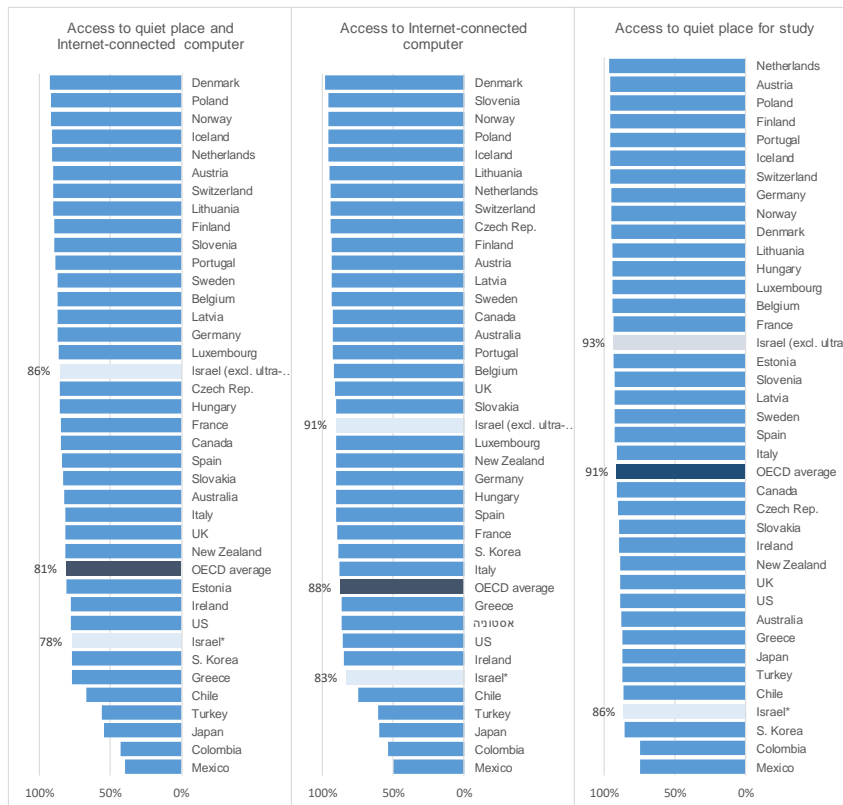 Access to quiet place and
Internet-connected computer
Denmark
Poland
Norway
Iceland
Netherlands
Austria
Switzerland
Lithuania
Finland
Slovenia
Portugal
Sweden
Belgium
Latvia
Germany
Luxembourg
86% Israel (excl. ultra-...
Czech Rep.
Hungary
France
Canada
Spain
Slovakia
Australia
Italy
UK
New Zealand
81% OECD average
Estonia
Ireland
US
78% Israel*
S. Korea
Greece
Chile
Turkey
Japan
Colombia
Mexico
100% 50% 0%
Access to Internet-connected
computer
Denmark
Slovenia
Norway
Poland
Iceland
Lithuania
Netherlands
Switzerland
Czech Rep.
Finland
Austria
Latvia
Sweden
Canada
Australia
Portugal
Belgium
UK
Slovakia
91% Israel (excl. ultra-...
Luxembourg
New Zealand
Germany
Hungary
Spain
France
S. Korea
Italy
88% OECD average
Greece
אסטוניה
US
Ireland
83% Israel*
Chile
Turkey
Japan
Colombia
Mexico
100% 50% 0%
Access to quiet place for study
Netherlands
Austria
Poland
Finland
Portugal
Iceland
Switzerland
Germany
Norway
Denmark
Lithuania
Hungary
Luxembourg
Belgium
France
93% Israel (excl. ultra
Estonia
Slovenia
Latvia
Sweden
Spain
Italy
91% OECD average
Canada
Czech Rep.
Slovakia
Ireland
New Zealand
UK
US
Australia
Greece
Japan
Turkey
Chile
86% Israel*
S. Korea
Colombia
Mexico
100% 50% 0%